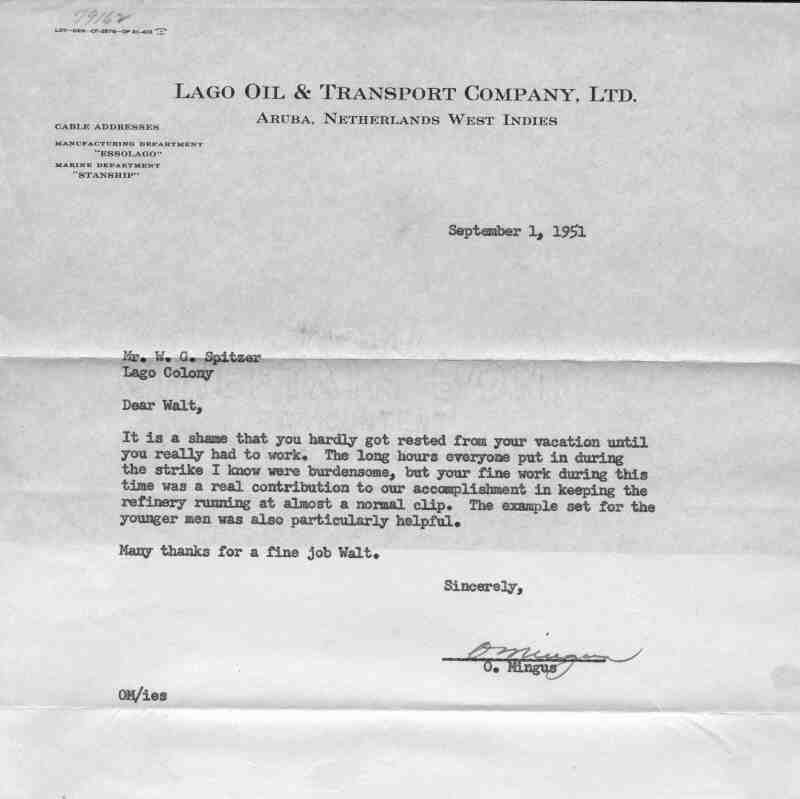 79162
LAGO OIL & TRANSPORT COMPANY, LTD.
ARUBA, NETHERLANDS WEST INDIES
CABLE ADDRESSES
MANUFACTURING DEPARTMENT
"ESSOLAGO"
MARINE DEPARTMENT
"STANSHIP"
September 1, 1951
Mr. W. G. Spitzer
Lago Colony
Dear Walt,
It is a shame that you hardly got rested from your vacation until
you really had to work. The long hours everyone put in during
the strike I know were burdensome, but your fine work during this
time was a real contribution to our accomplishment in keeping the
refinery running at almost a normal clip. The example set for the
younger men was also particularly helpful.
Many thanks for a fine job Walt.
Sincerely,
O Mingus
O. Mingus
OM/ies